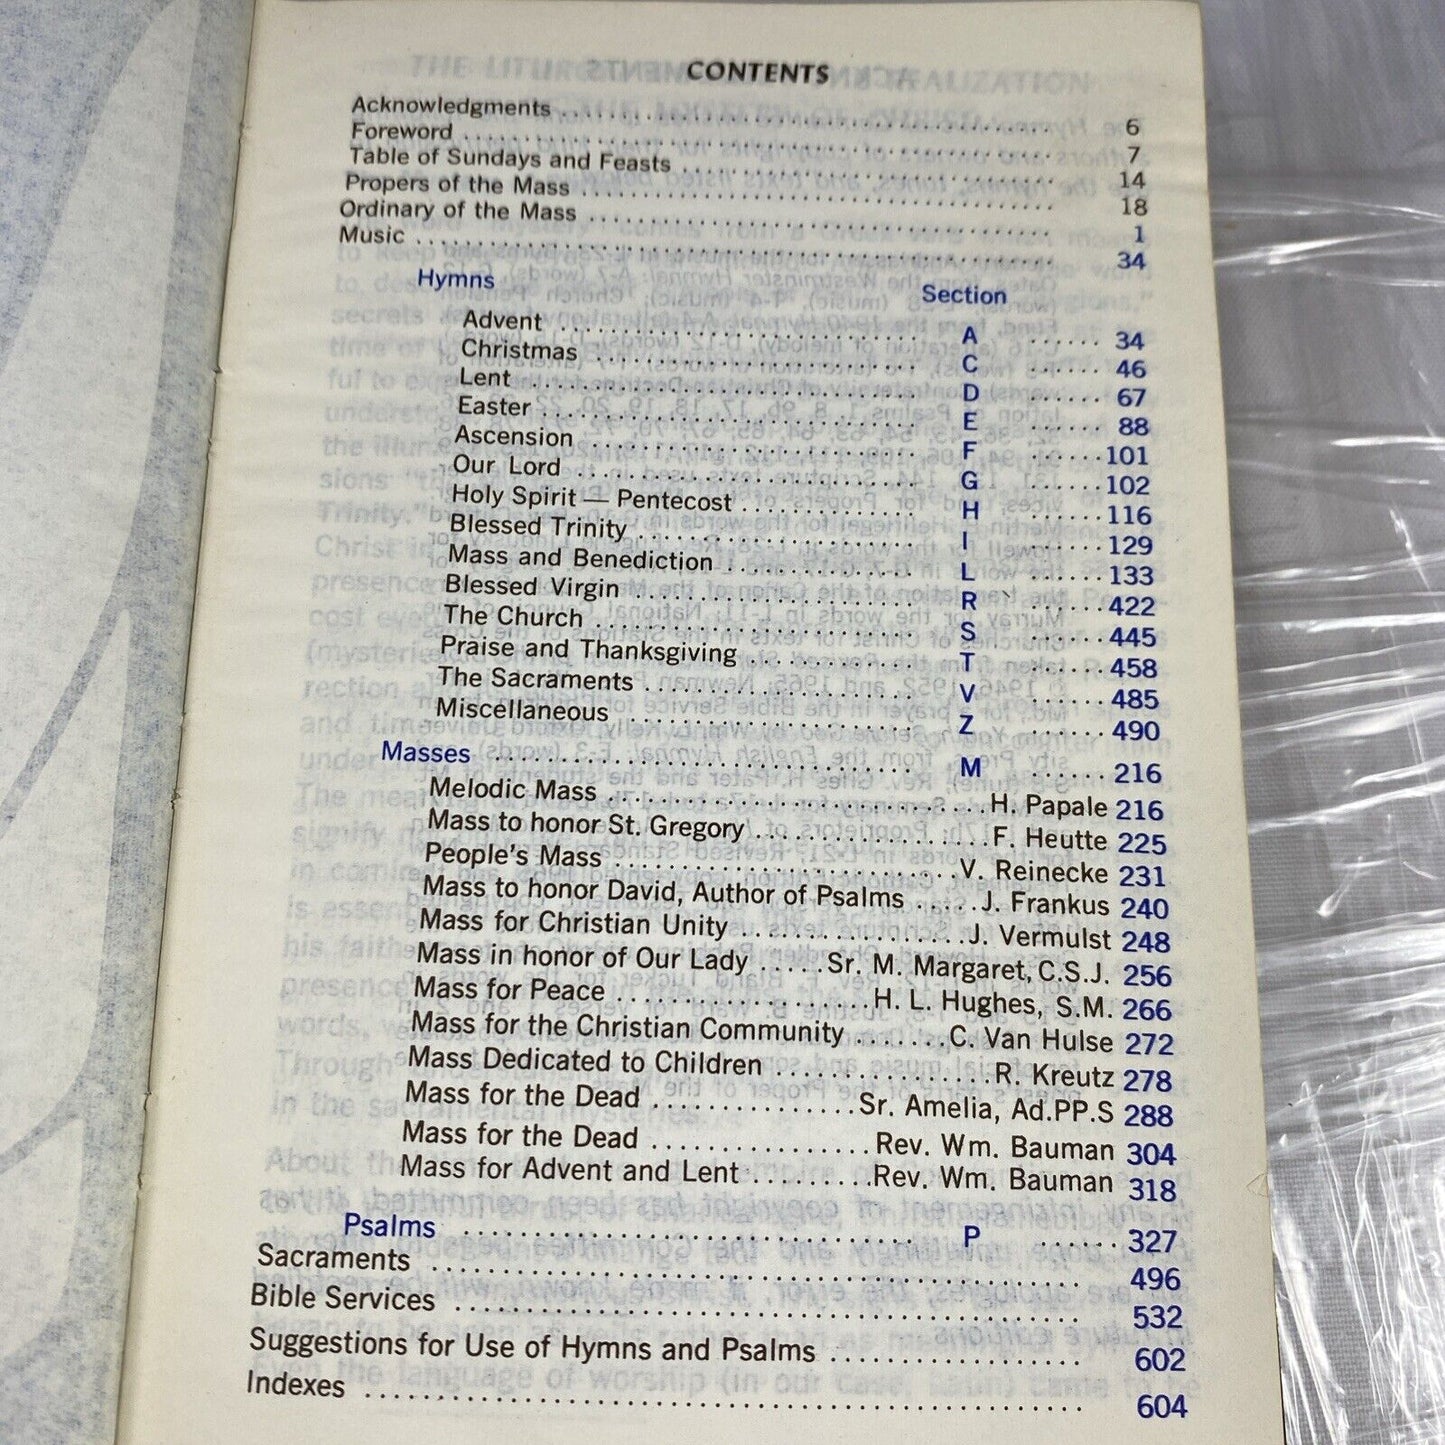 CONTENTS
Acknowledgments 6
Foreword 7
Table of Sundays and Feasts 14
Propers of the Mass 18
Ordinary of the Mass 1
Music 34
Hymns Section
Advent A 34
Christmas C 46
Lent D 67
Easter E 88
Ascension F 101
Our Lord G 102
Holy Spirit — Pentecost H 116
Blessed Trinity I 129
Mass and Benediction L 133
Blessed Virgin R 422
The Church S 445
Praise and Thanksgiving T 458
The Sacraments V 485
Miscellaneous Z 490
Masses M 216
Melodic Mass H. Papale 216
Mass to honor St. Gregory F. Heutte 225
People's Mass V. Reinecke 231
Mass to honor David, Author of Psalms J. Frankus 240
Mass for Christian Unity J. Vermulst 248
Mass in honor of Our Lady Sr. M. Margaret, C.S.J. 256
Mass for Peace H. L. Hughes, S.M. 266
Mass for the Christian Community C. Van Hulse 272
Mass Dedicated to Children R. Kreutz 278
Mass for the Dead Sr. Amelia, Ad.PP.S 288
Mass for the Dead Rev. Wm. Bauman 304
Mass for Advent and Lent Rev. Wm. Bauman 318
Psalms P 327
Sacraments 496
Bible Services 532
Suggestions for Use of Hymns and Psalms 602
Indexes 604